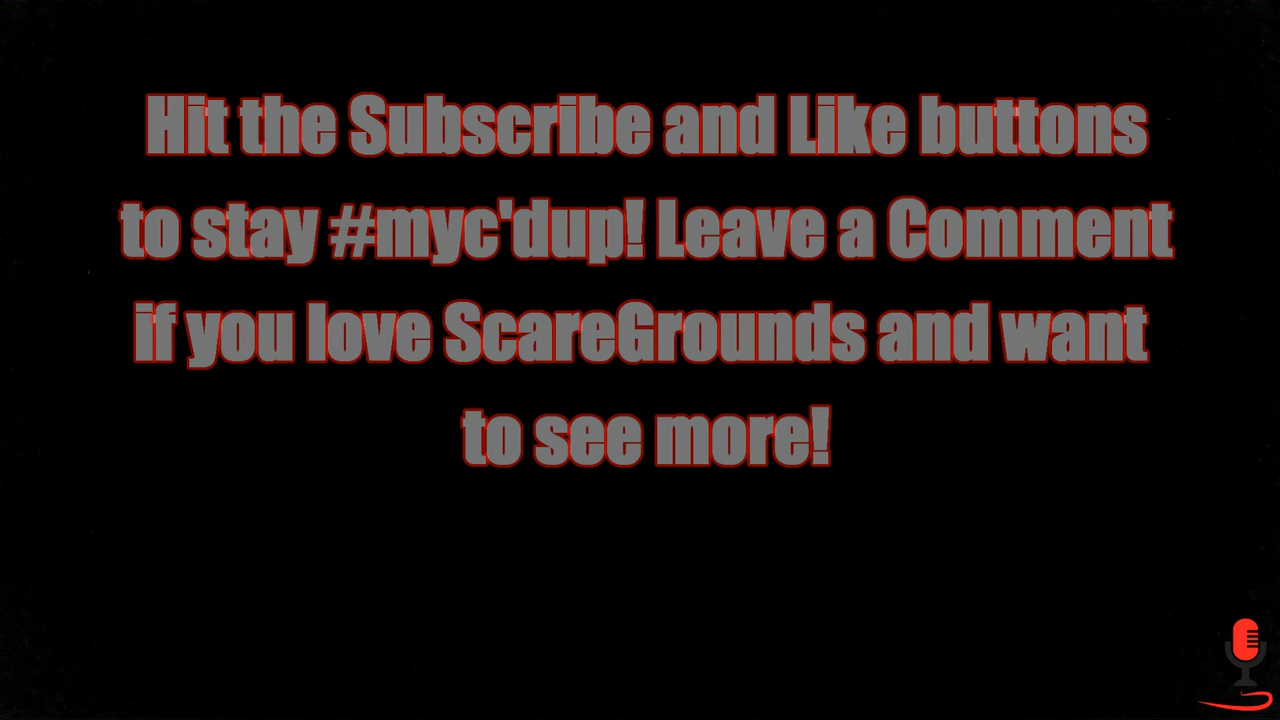 Hit the Subscribe and Like buttons
to stay #myc'dup! Leave a Comment
if you love ScareGrounds and want
to see more!